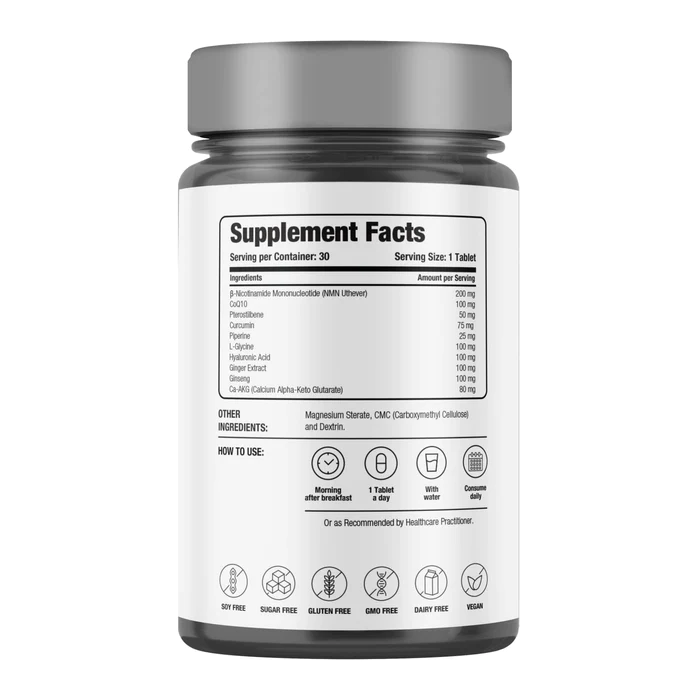 Supplement Facts
Serving per Container: 30 Serving Size: 1 Tablet
Ingredients Amount per Serving
β-Nicotinamide Mononucleotide (NMN Uthever) 200 mg
CoQ10 100 mg
Pterostilbene 50 mg
Curcumin 75 mg
Piperine 25 mg
L-Glycine 100 mg
Hyaluronic Acid 100 mg
Ginger Extract 100 mg
Ginseng 100 mg
Ca-AKG (Calcium Alpha-Keto Glutarate) 80 mg
OTHER INGREDIENTS: Magnesium Sterate, CMC (Carboxymethyl Cellulose)
and Dextrin.
HOW TO USE:
Morning after breakfast
1 Tablet a day
With water
Consume daily
Or as Recommended by Healthcare Practitioner.
SOY FREE SUGAR FREE GLUTEN FREE GMO FREE DAIRY FREE VEGAN